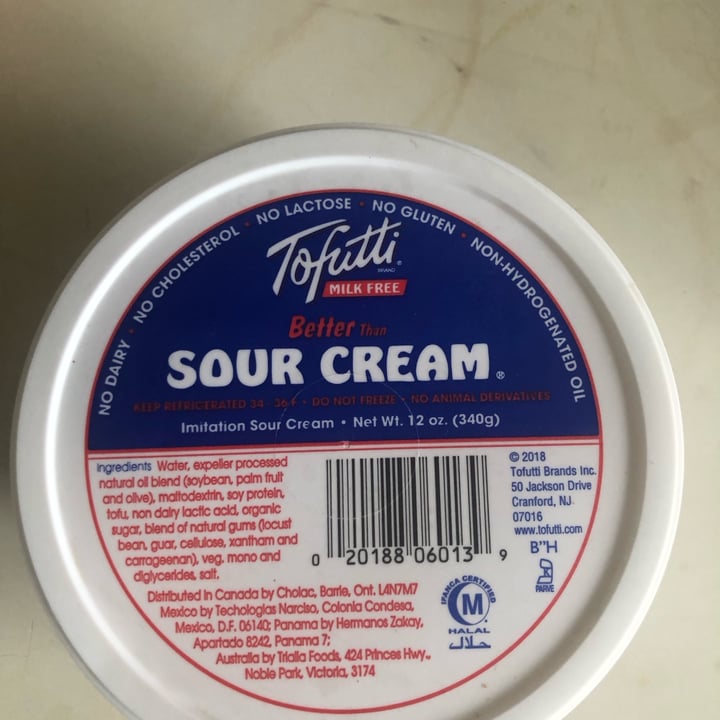 NO DAIRY • NO CHOLESTEROL • NO LACTOSE • NO GLUTEN • NON-HYDROGENATED OIL
Tofutti
BRAND ®
MILK FREE
Better Than
SOUR CREAM ®
KEEP REFRIGERATED 34 - 36 F • DO NOT FREEZE • NO ANIMAL DERIVATIVES
Imitation Sour Cream • Net Wt. 12 oz. (340g)
ingredients Water, expeller processed
natural oil blend (soybean, palm fruit
and olive), maltodextrin, soy protein,
tofu, non dairy lactic acid, organic
sugar, blend of natural gums (locust
bean, guar, cellulose, xantham and
carrageenan), veg. mono and
diglycerides, salt.
0 20188 06013 9
© 2018
Tofutti Brands Inc.
50 Jackson Drive
Cranford, NJ.
07016
www.tofutti.com
B"H
K
PARVE
Distributed in Canada by Cholac, Barrie, Ont. L4N7M7
Mexico by Techologias Narciso, Colonia Condesa,
Mexico, D.F. 06140; Panama by Hermanos Zakay,
Apartado 8242, Panama 7;
Australia by Trialia Foods, 424 Princes Hwy.,
Noble Park, Victoria, 3174
IFANCA CERTIFIED
M
HALAL
حلال